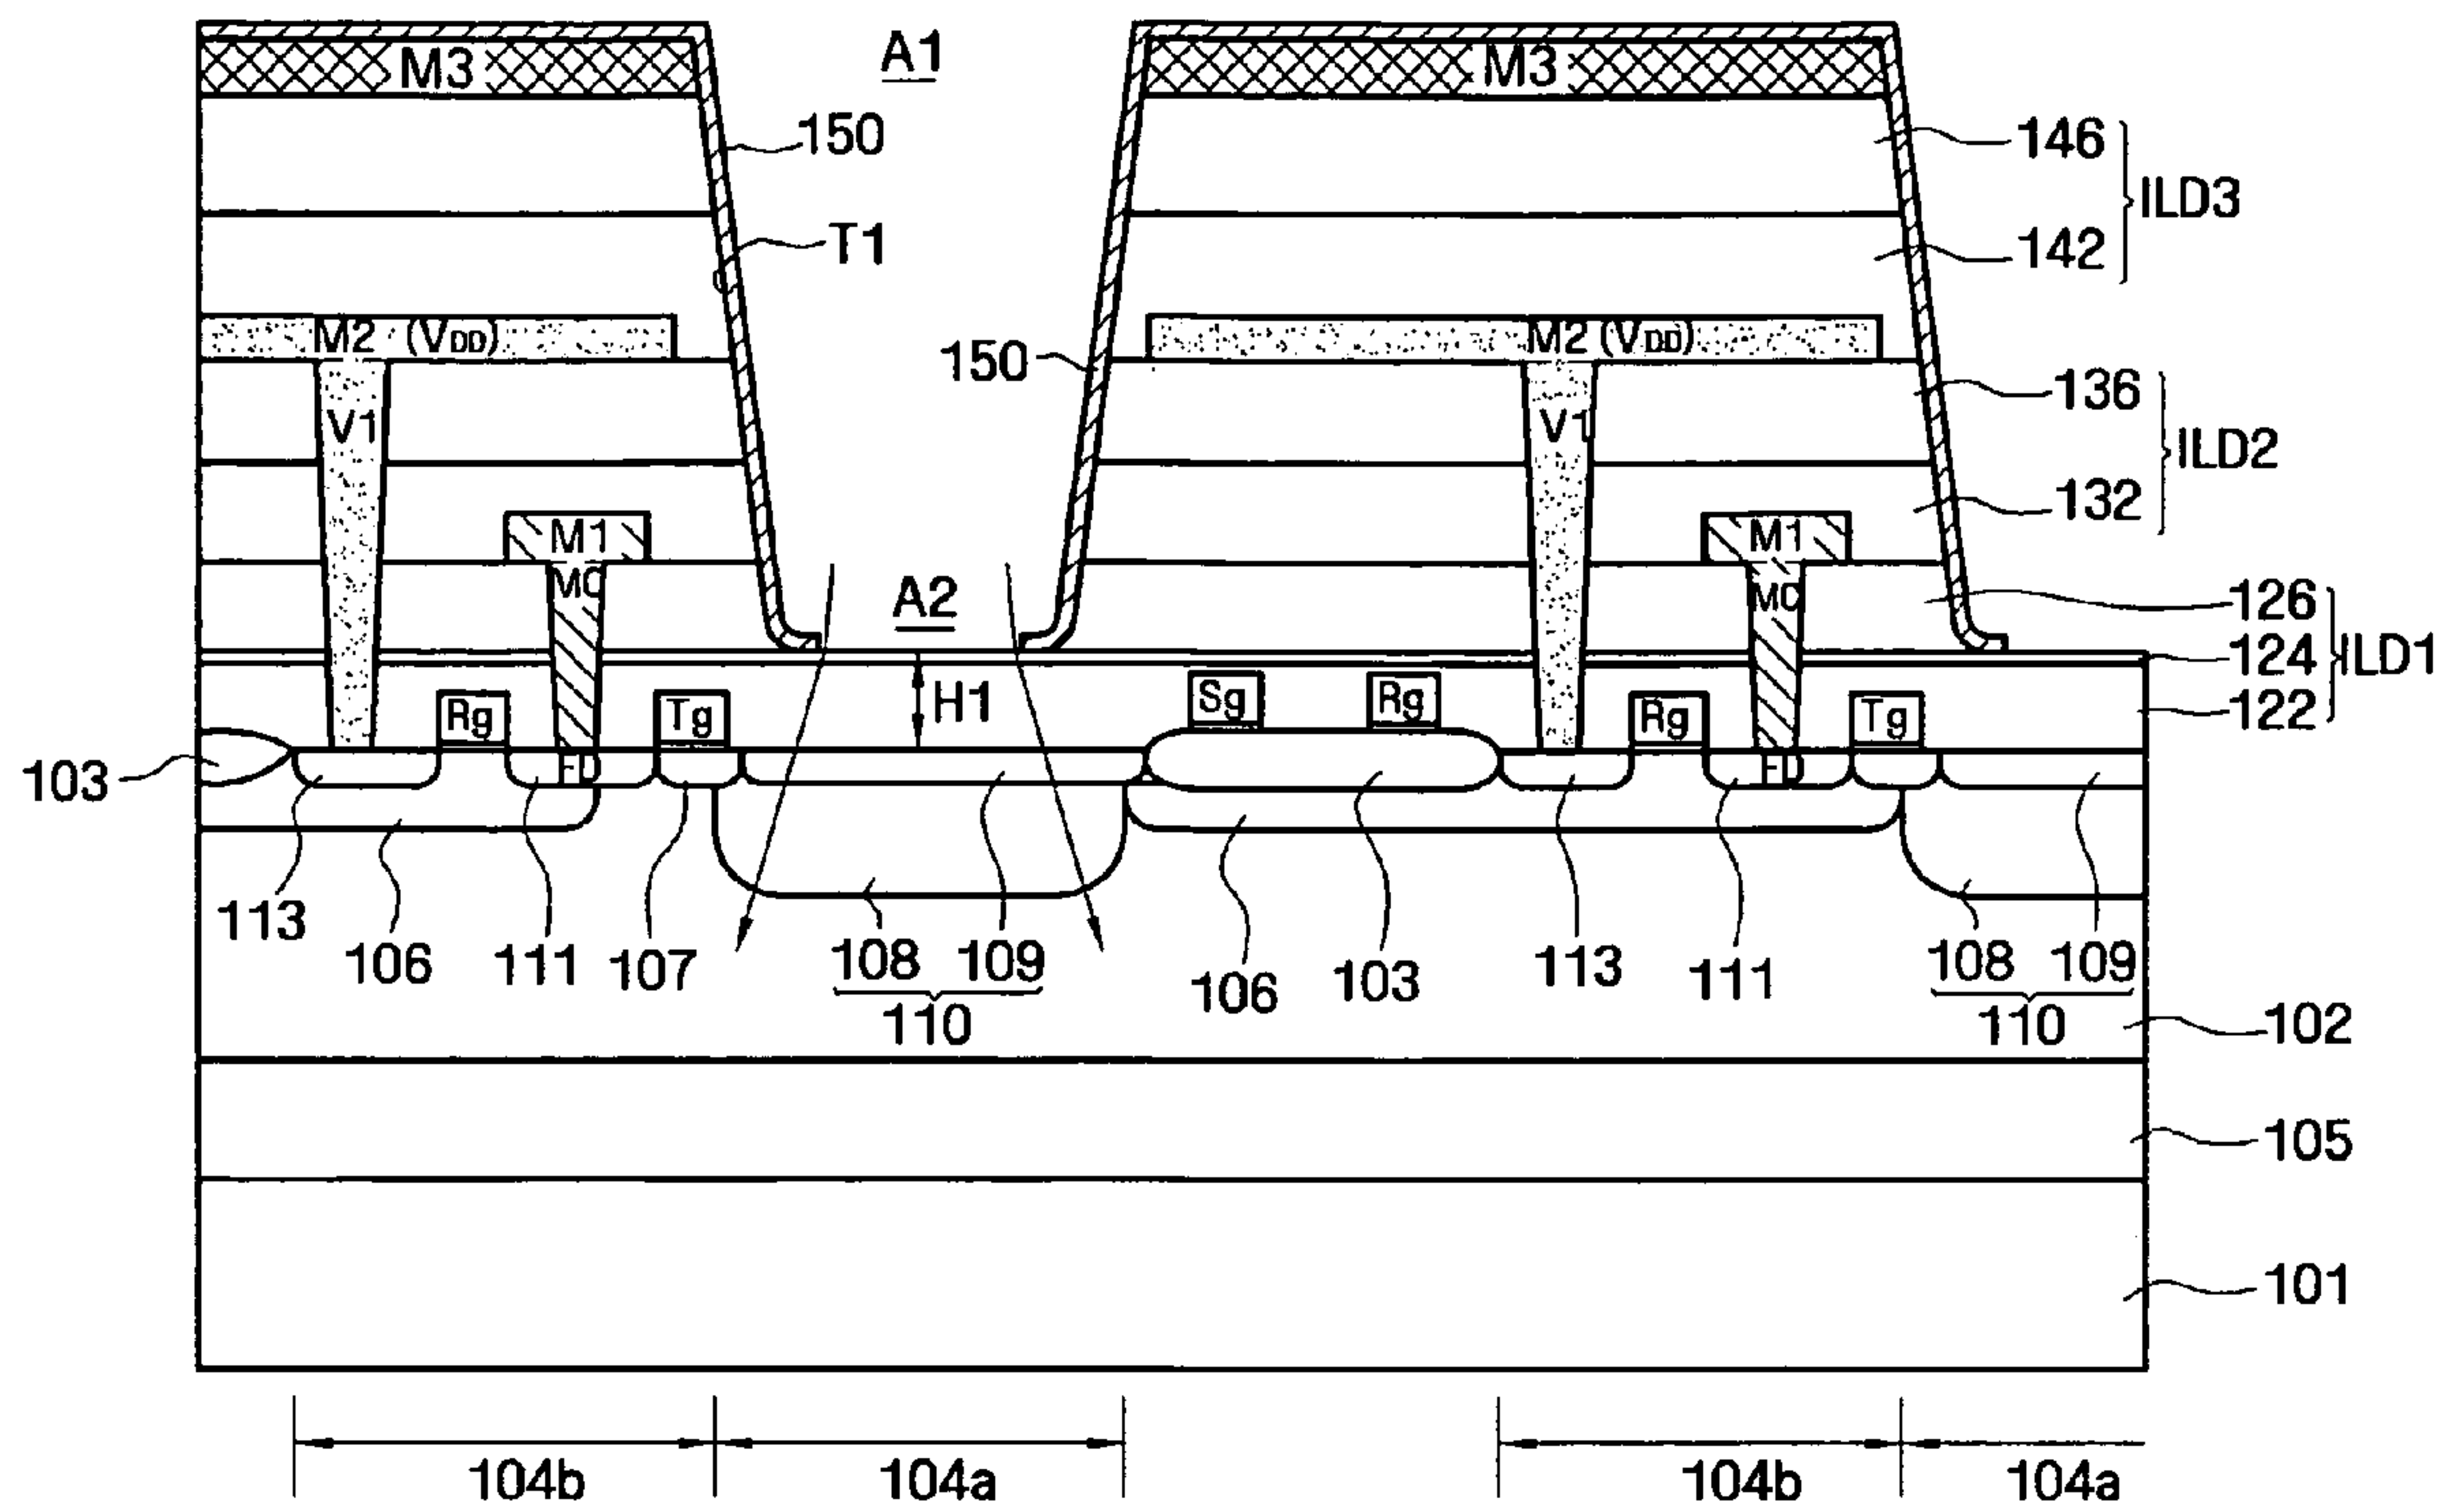 A1
M3
M3
150
146
ILD3
T1
142
M2 (VDD)
M2 (VDD)
150
136
V1
V1
ILD2
132
M1
M1
MC
A2
MC
126
124
ILD1
122
H1
Rg
Tg
Sg
Rg
Rg
Tg
103
FD
FD
113
106
111
107
108
109
110
106
103
113
111
108
109
110
102
105
101
104b
104a
104b
104a